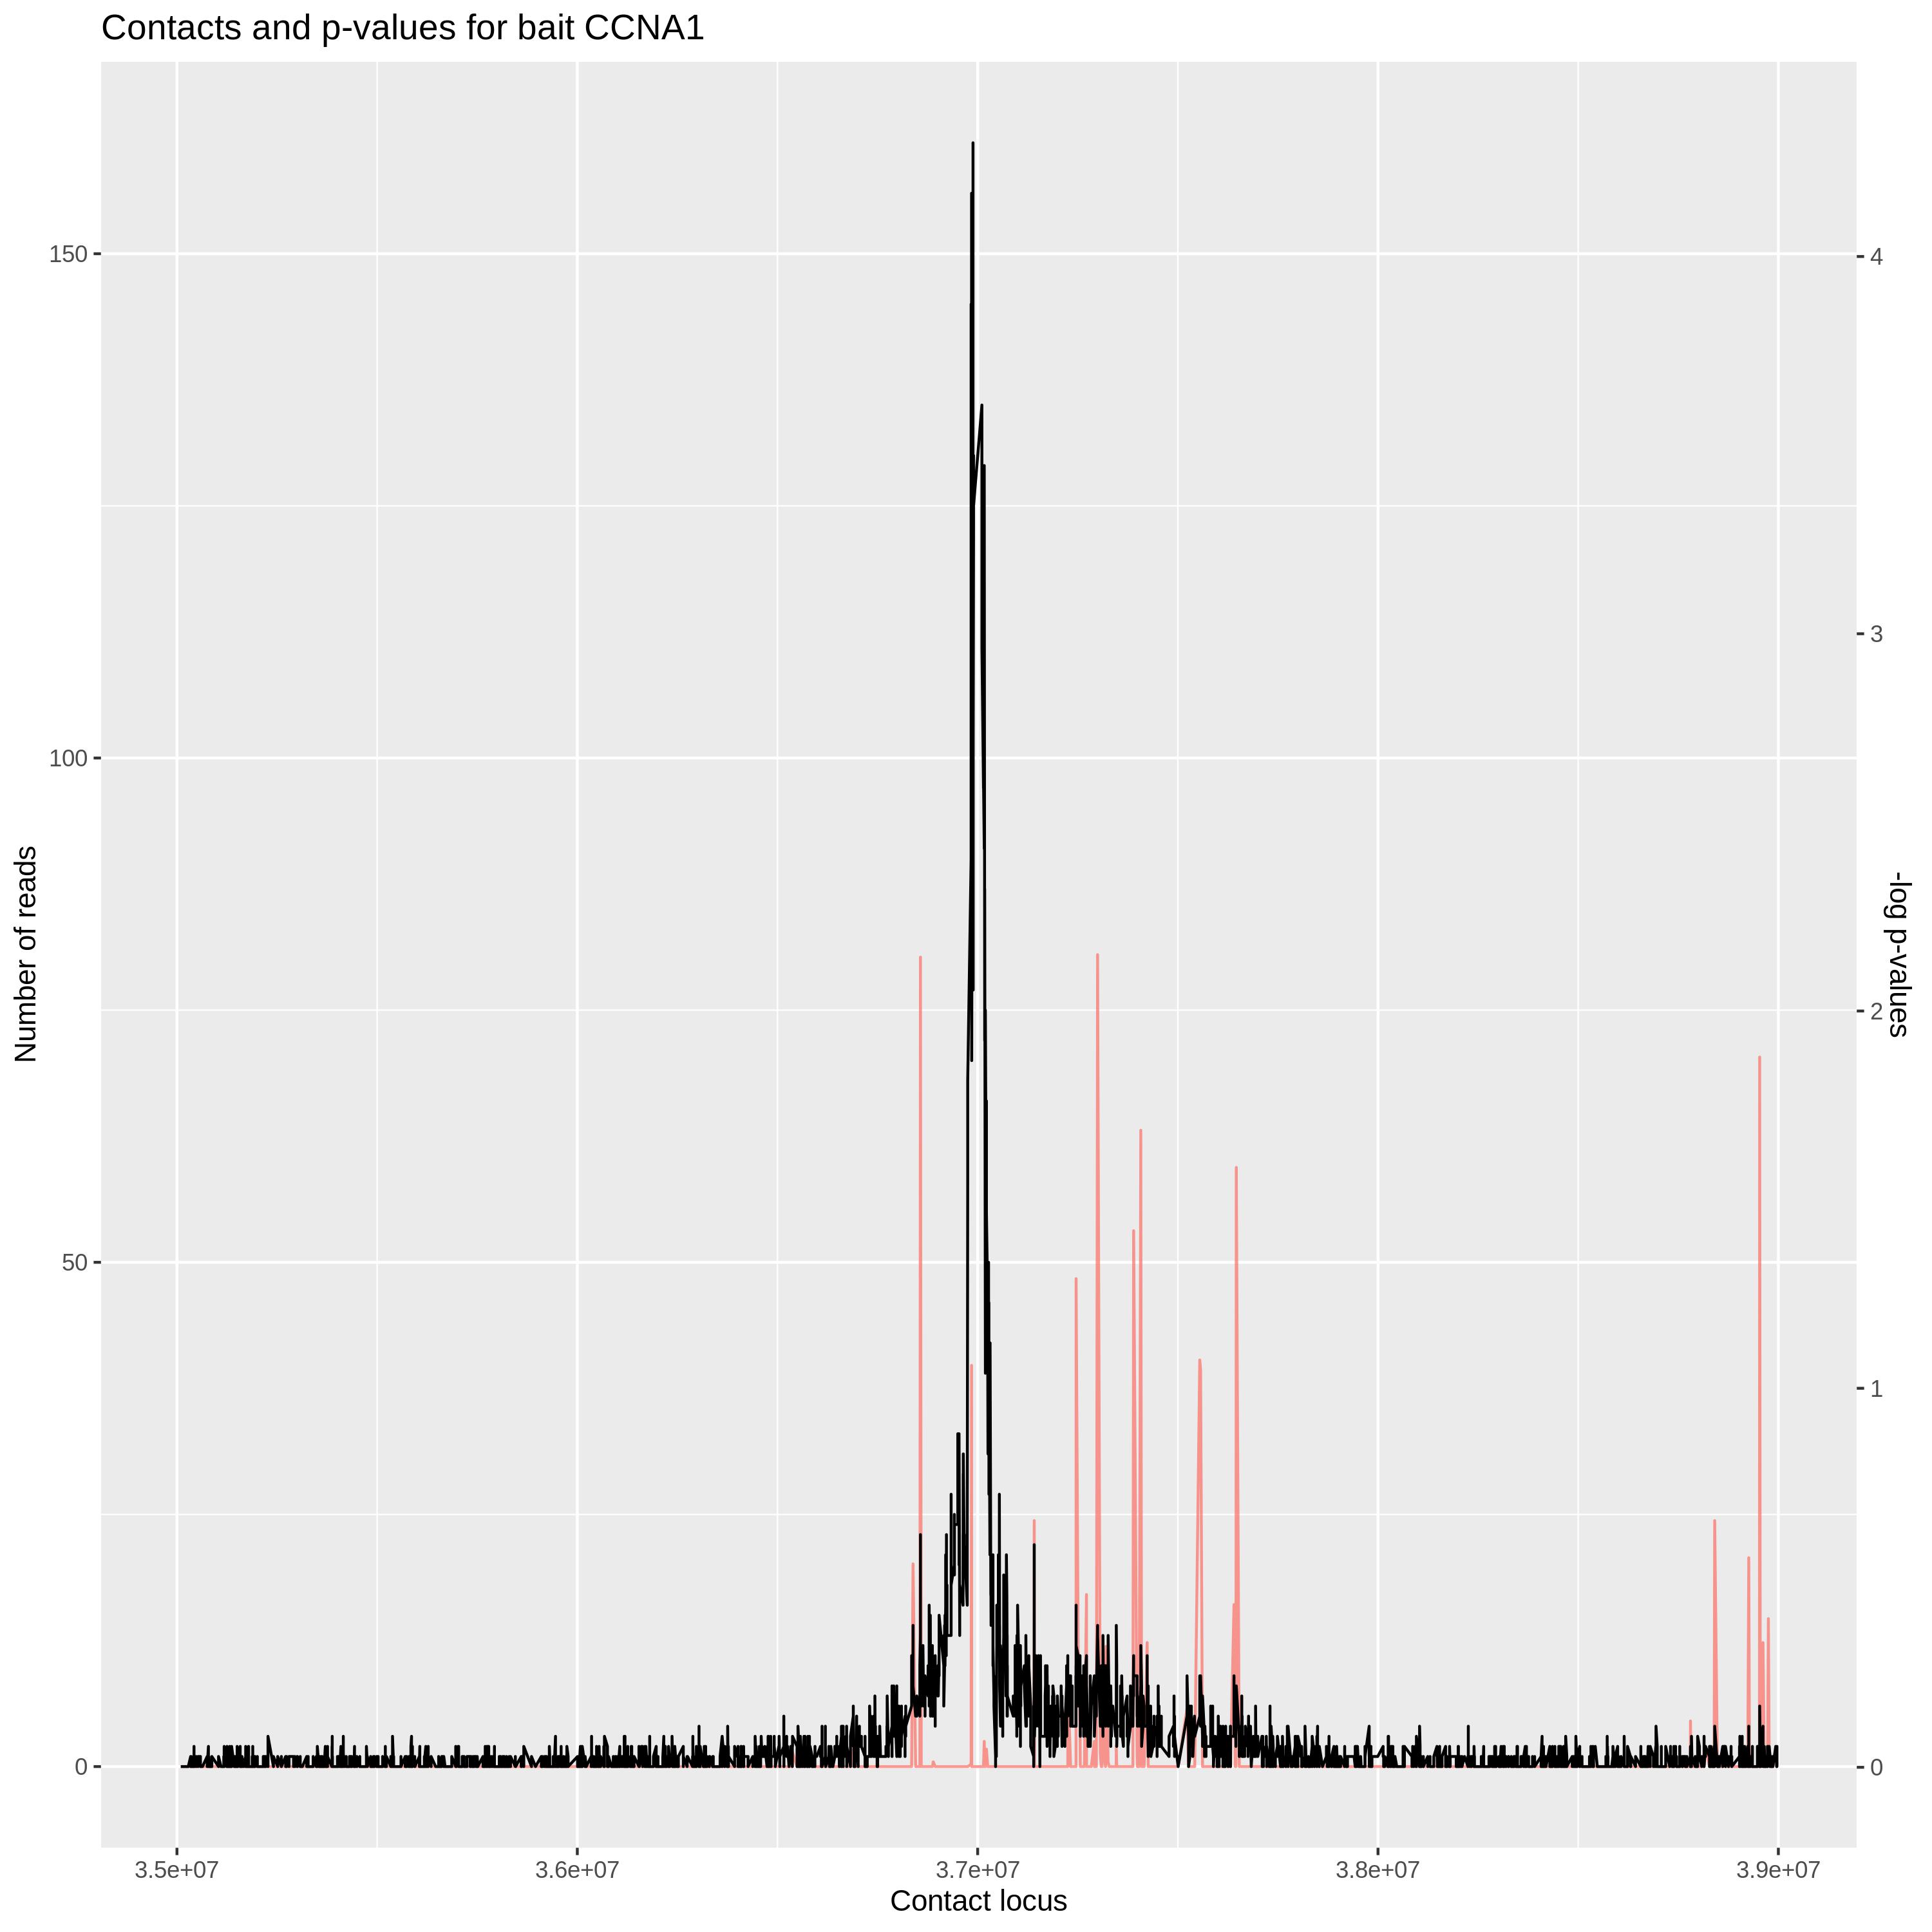 Contacts and p-values for bait CCNA1
150
100
50
0
4
3
2
1
0
Number of reads
-log p-values
3.5e+07 3.6e+07 3.7e+07 3.8e+07 3.9e+07
Contact locus